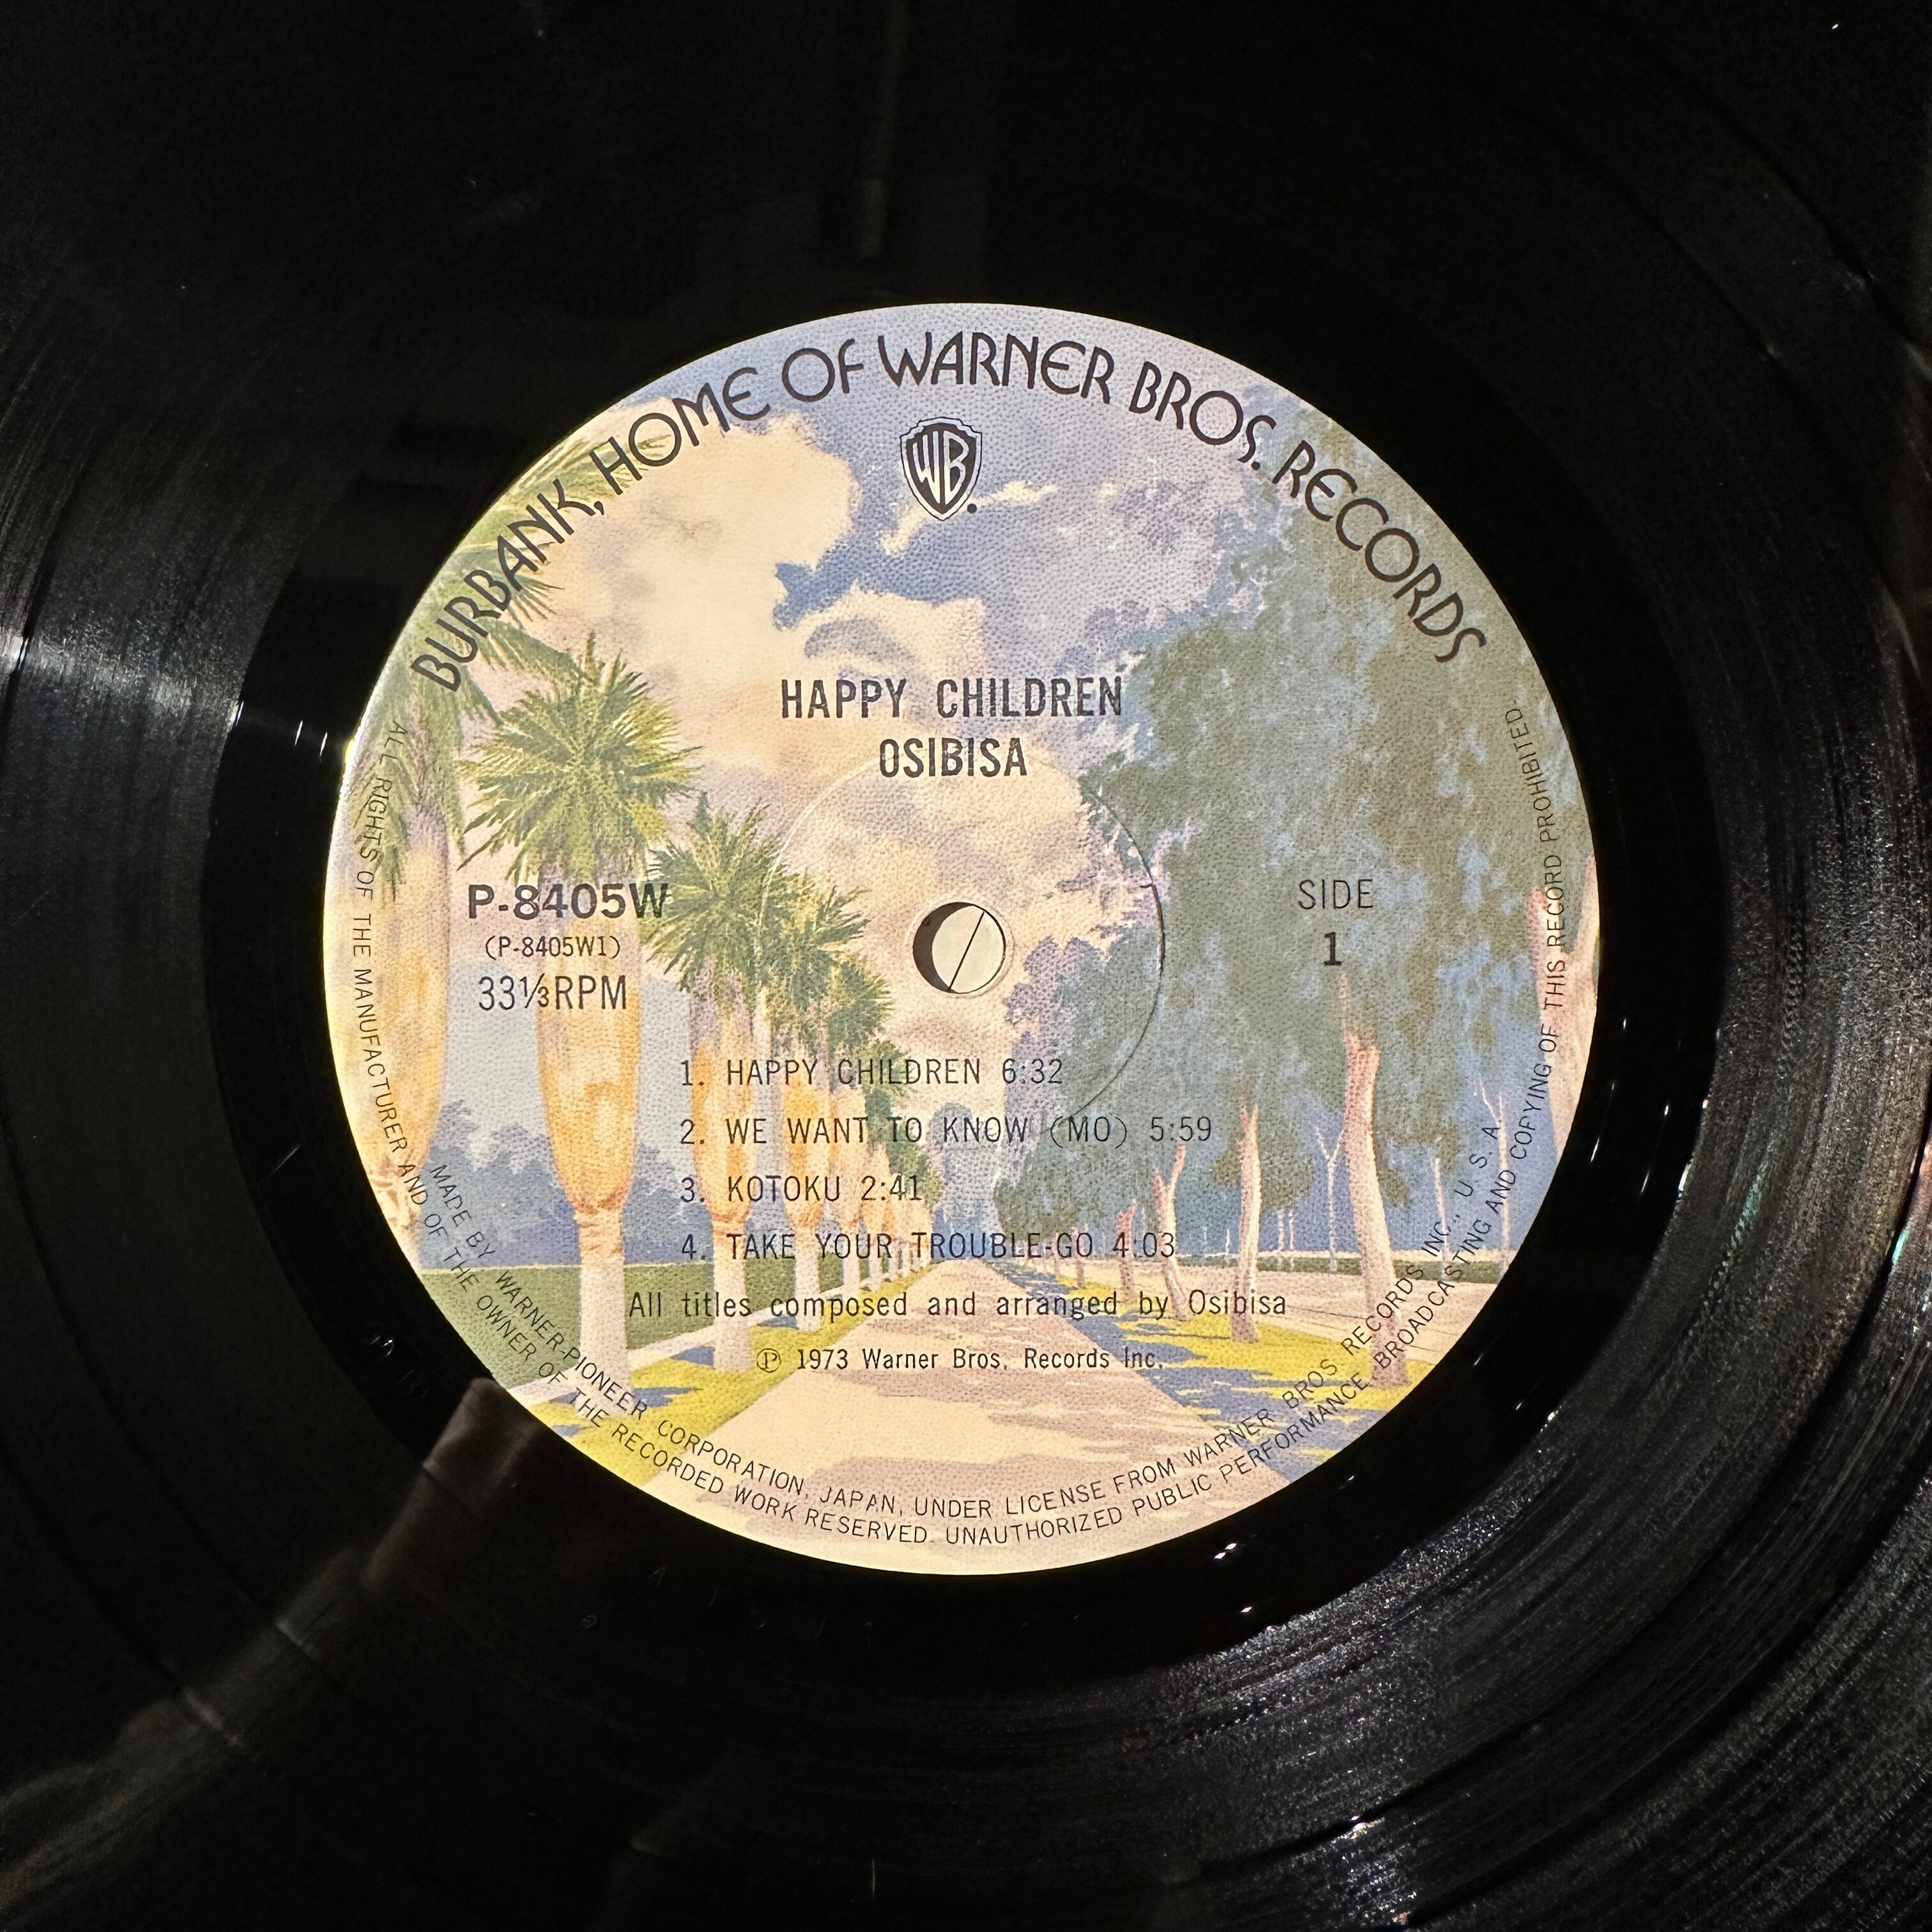 BURBANK, HOME OF WARNER BROS. RECORDS
WB
HAPPY CHILDREN
OSIBISA
P-8405W
(P-8405W1)
33⅓RPM
SIDE
1
1. HAPPY CHILDREN 6:32
2. WE WANT TO KNOW (MO) 5:59
3. KOTOKU 2:41
4. TAKE YOUR TROUBLE-GO 4:03
All titles composed and arranged by Osibisa
Ⓟ 1973 Warner Bros. Records Inc.
MADE BY WARNER-PIONEER CORPORATION, JAPAN, UNDER LICENSE FROM WARNER BROS. RECORDS INC., U. S. A.
ALL RIGHTS OF THE MANUFACTURER AND OF THE OWNER OF THE RECORDED WORK RESERVED. UNAUTHORIZED PUBLIC PERFORMANCE, BROADCASTING AND COPYING OF THIS RECORD PROHIBITED.